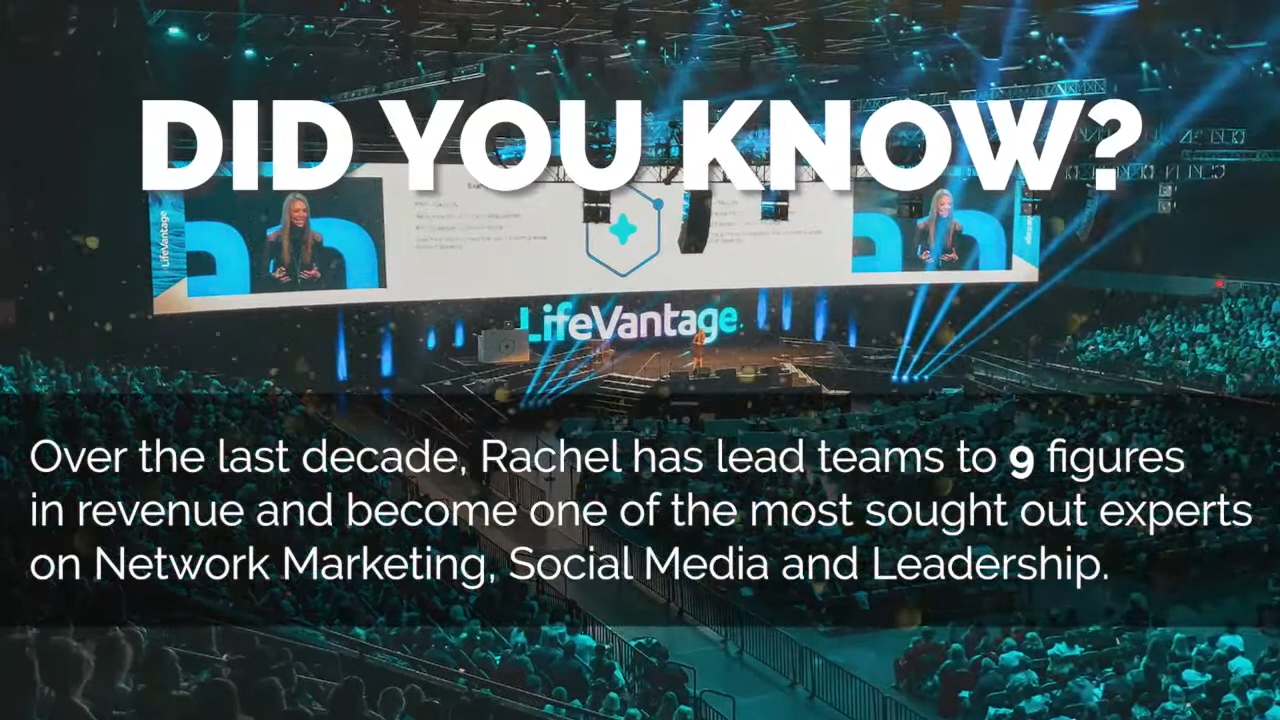 DID YOU KNOW?
LifeVantage
LifeVantage
Over the last decade, Rachel has lead teams to 9 figures
in revenue and become one of the most sought out experts
on Network Marketing, Social Media and Leadership.